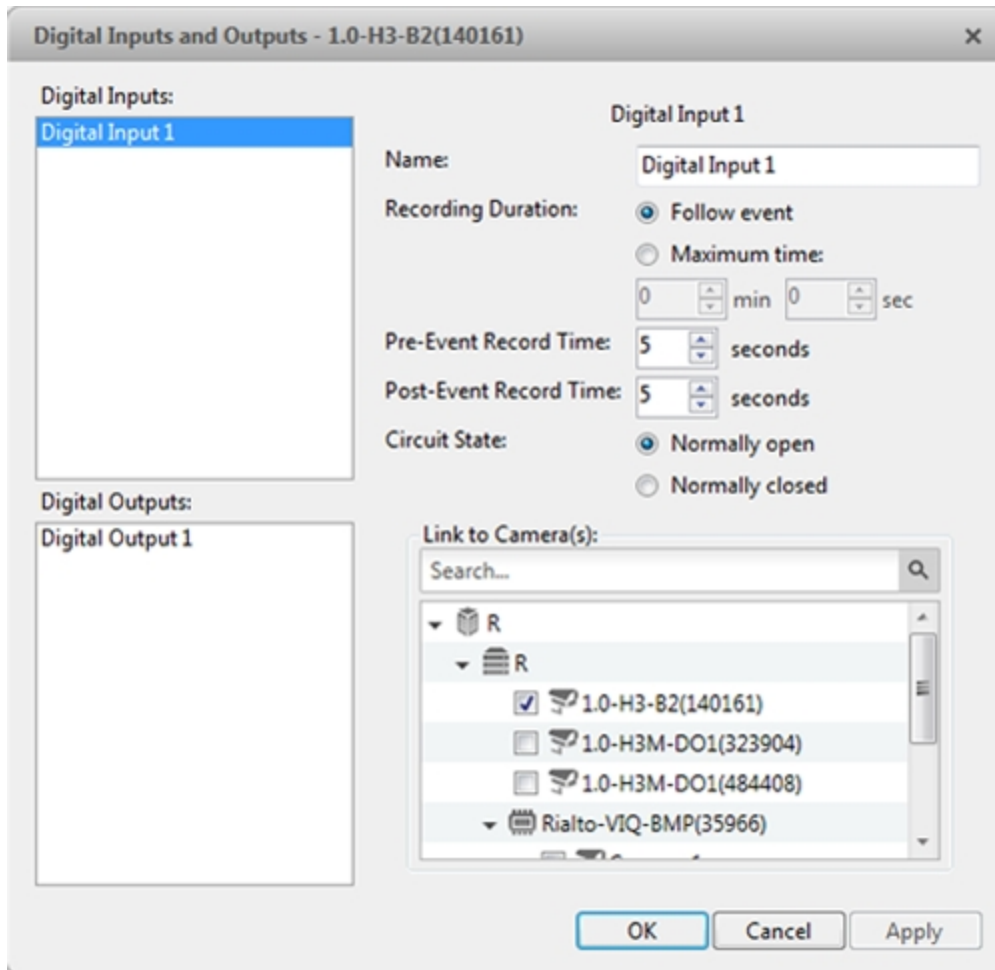 Digital Inputs and Outputs - 1.0-H3-B2(140161)
Digital Inputs:
Digital Input 1
Digital Outputs:
Digital Output 1
Digital Input 1
Name:
Digital Input 1
Recording Duration:
Follow event
Maximum time:
0 min 0 sec
Pre-Event Record Time:
5 seconds
Post-Event Record Time:
5 seconds
Circuit State:
Normally open
Normally closed
Link to Camera(s):
Search...
R
R
1.0-H3-B2(140161)
1.0-H3M-DO1(323904)
1.0-H3M-DO1(484408)
Rialto-VIQ-BMP(35966)
OK
Cancel
Apply